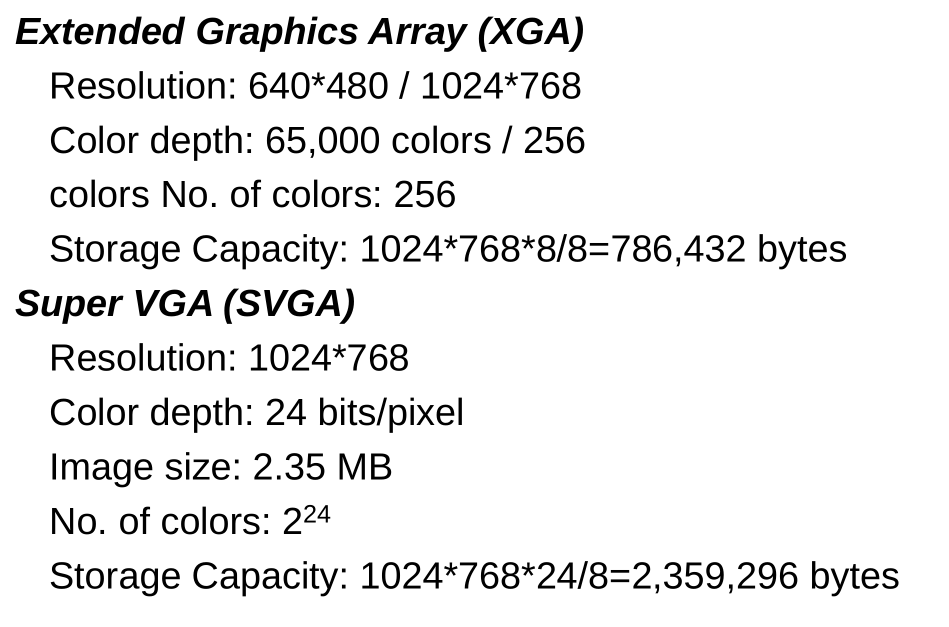 Extended Graphics Array (XGA)
Resolution: 640*480 / 1024*768
Color depth: 65,000 colors / 256
colors No. of colors: 256
Storage Capacity: 1024*768*8/8=786,432 bytes
Super VGA (SVGA)
Resolution: 1024*768
Color depth: 24 bits/pixel
Image size: 2.35 MB
No. of colors: 2²⁴
Storage Capacity: 1024*768*24/8=2,359,296 bytes